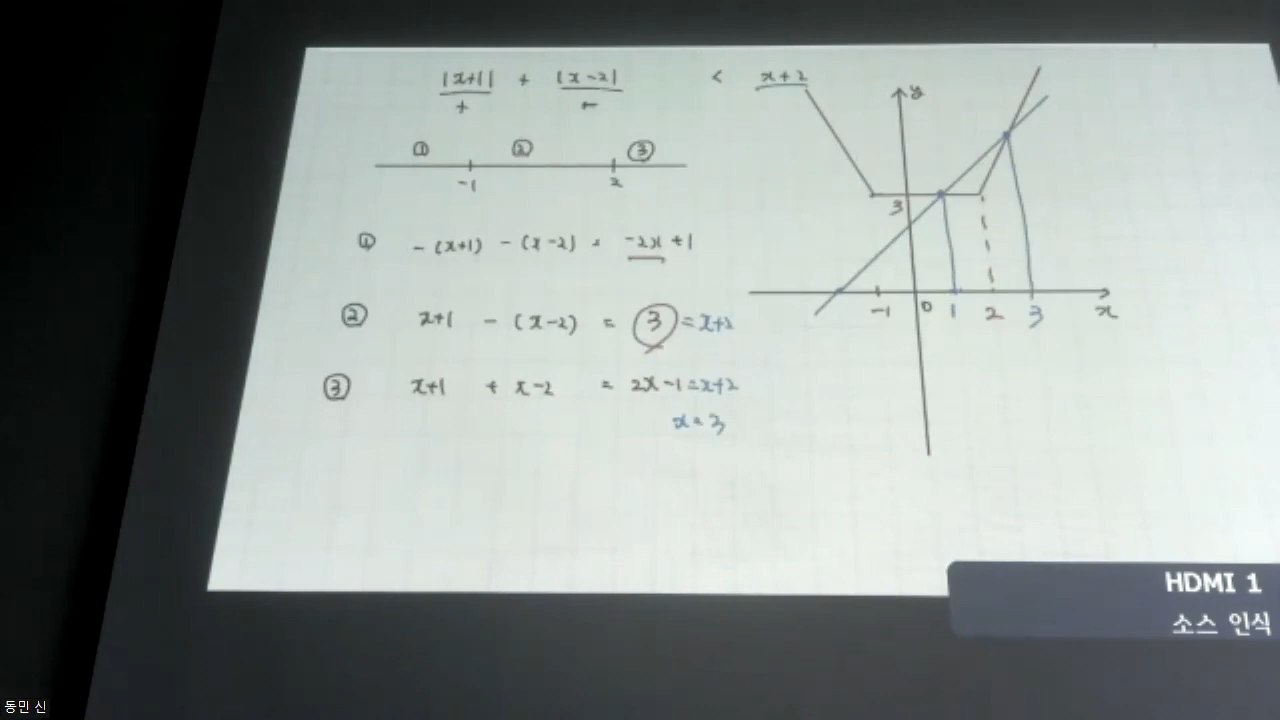 |x+1| + |x-2| < x+2
+ -
① ② ③
-1 2
① -(x+1) -(x-2) = -2x+1
② x+1 -(x-2) = 3 = x+2
③ x+1 + x-2 = 2x-1 = x+2
x = 3
y
3
-1 0 1 2 3 x
HDMI 1
소스 인식
동민 신